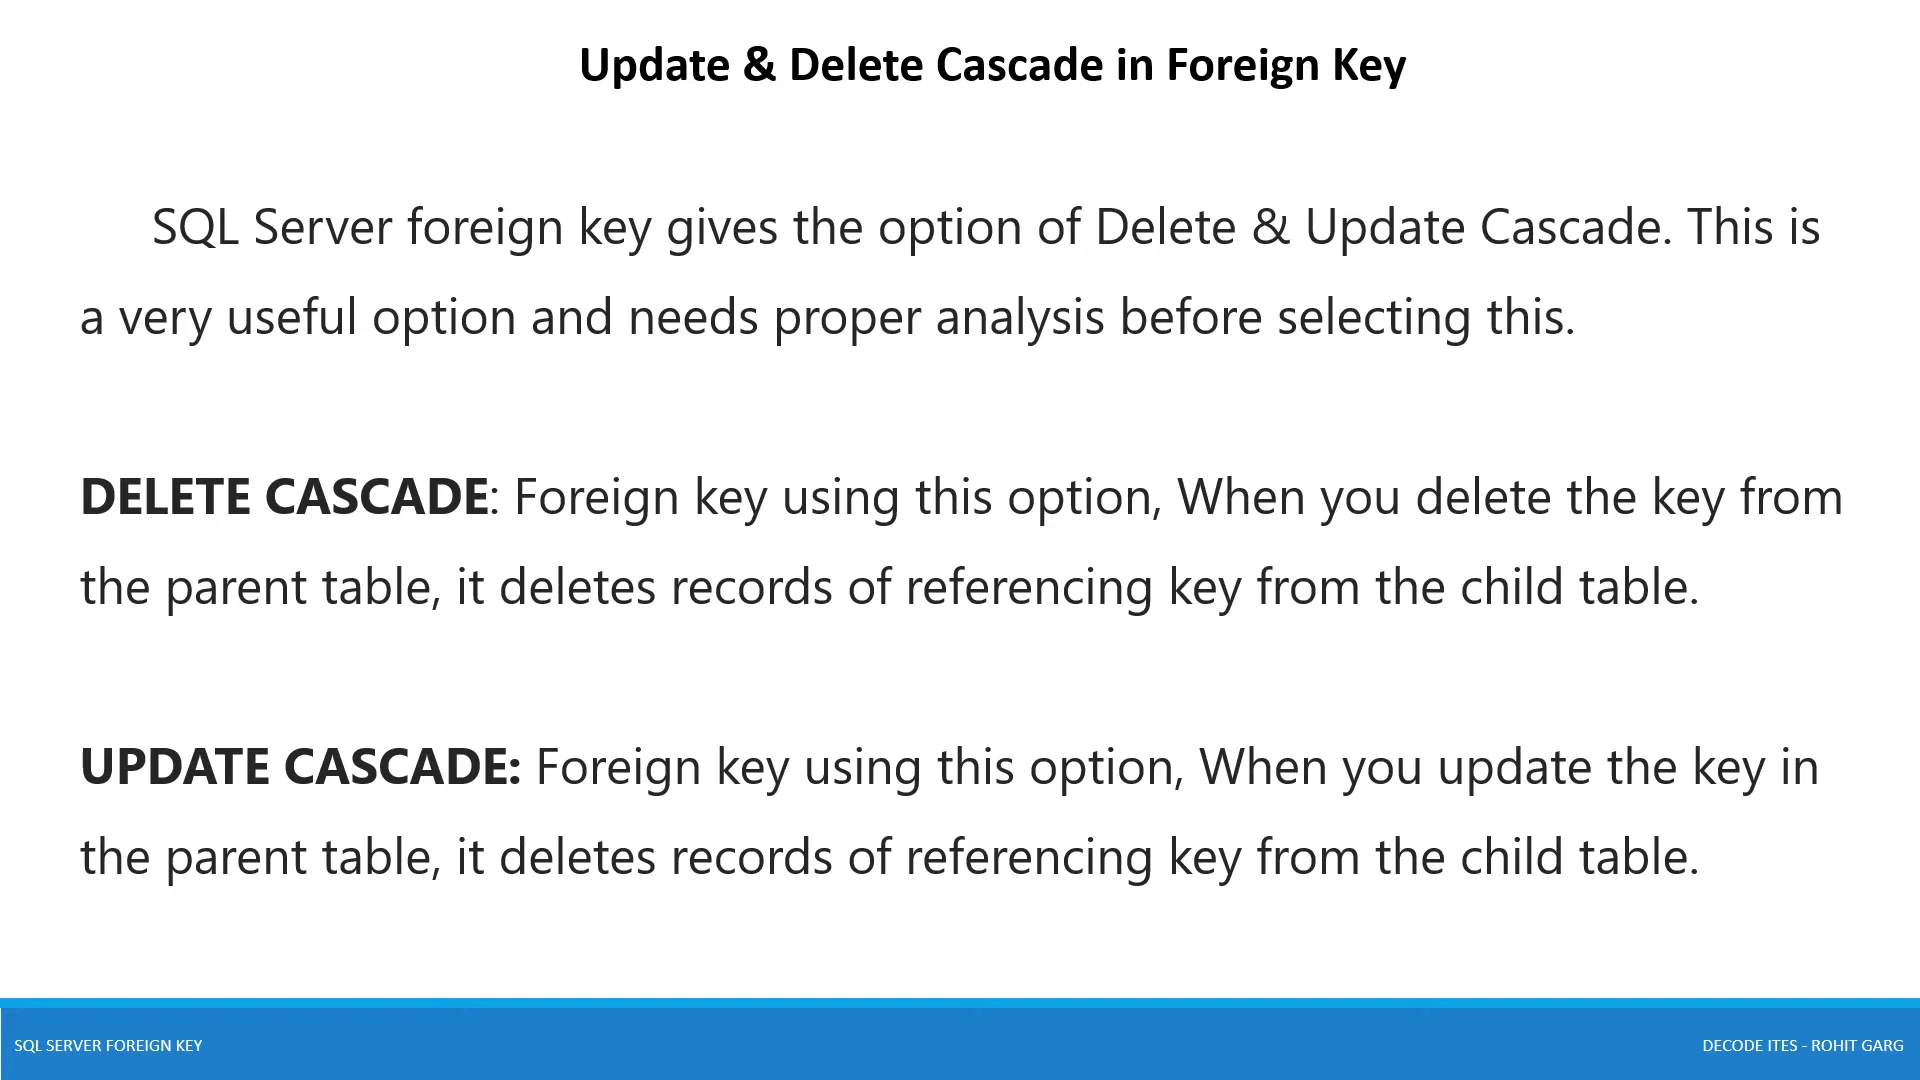 Update & Delete Cascade in Foreign Key
SQL Server foreign key gives the option of Delete & Update Cascade. This is
a very useful option and needs proper analysis before selecting this.
DELETE CASCADE: Foreign key using this option, When you delete the key from
the parent table, it deletes records of referencing key from the child table.
UPDATE CASCADE: Foreign key using this option, When you update the key in
the parent table, it deletes records of referencing key from the child table.
SQL SERVER FOREIGN KEY
DECODE ITES - ROHIT GARG